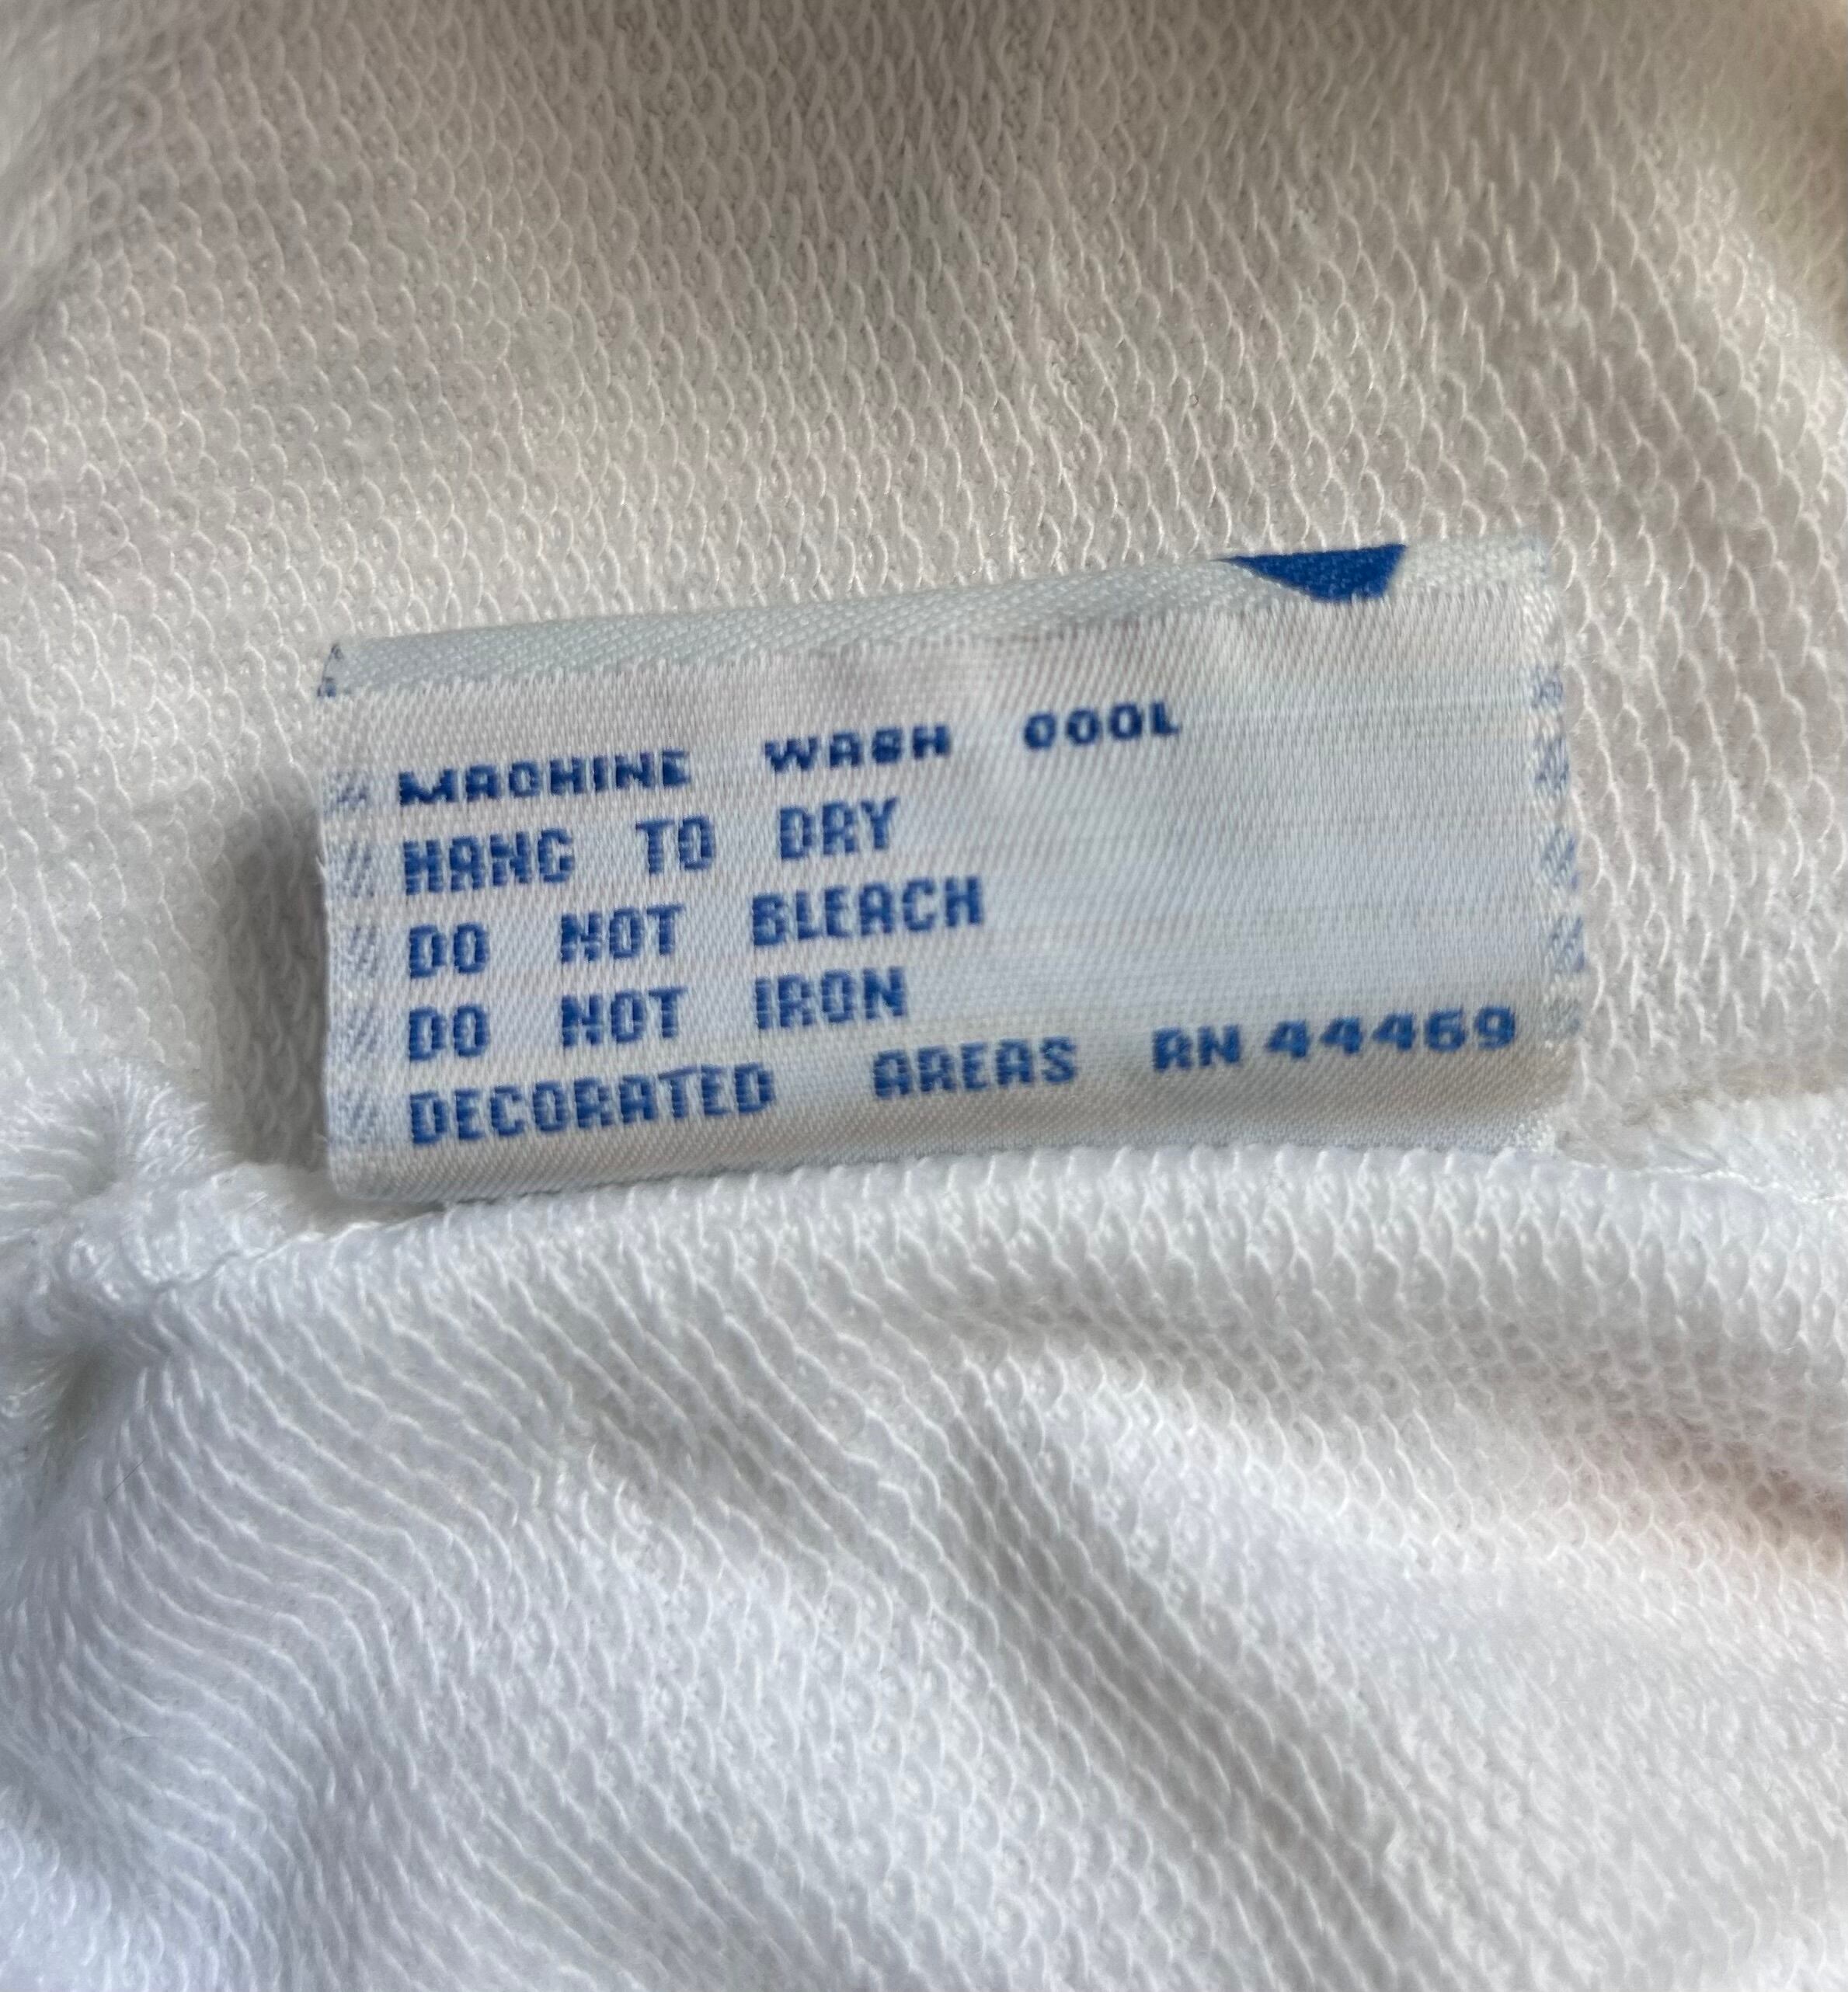 MACHINE WASH COOL
HANG TO DRY
DO NOT BLEACH
DO NOT IRON
DECORATED AREAS RN 44469